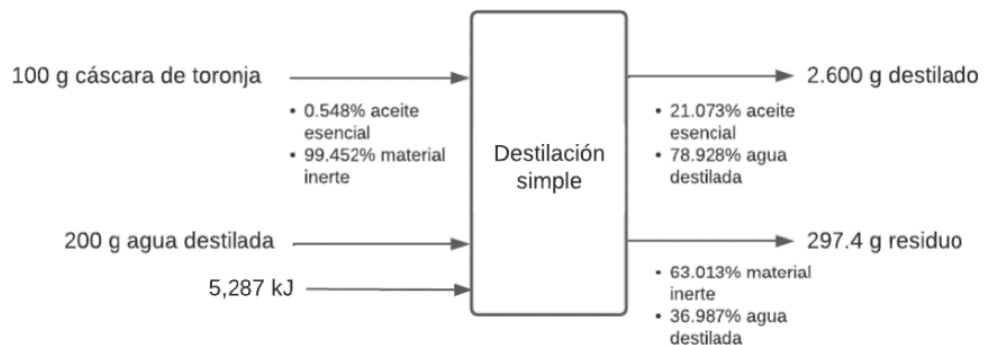 100 g cáscara de toronja
• 0.548% aceite
esencial
• 99.452% material
inerte
200 g agua destilada
5,287 kJ
Destilación
simple
2.600 g destilado
• 21.073% aceite
esencial
• 78.928% agua
destilada
297.4 g residuo
• 63.013% material
inerte
• 36.987% agua
destilada